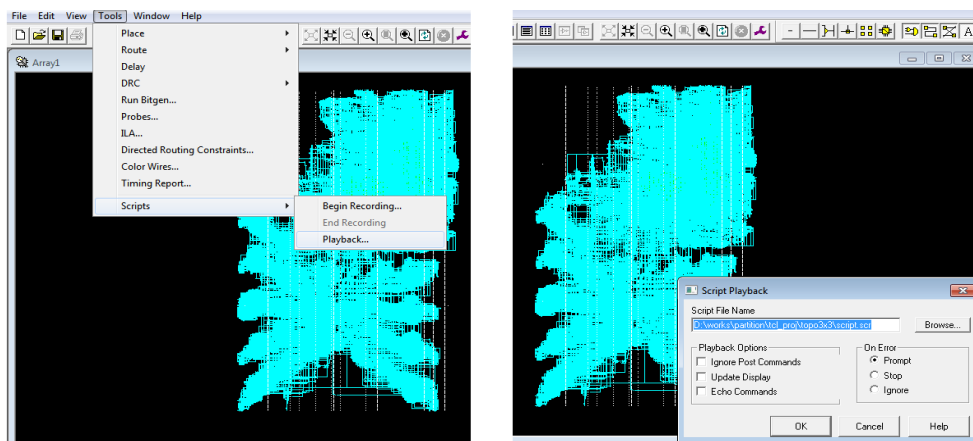 File Edit View Tools Window Help
Array1
Place
Route
Delay
DRC
Run Bitgen...
Probes...
ILA...
Directed Routing Constraints...
Color Wires...
Timing Report...
Scripts
Begin Recording...
End Recording
Playback...
A
Script Playback
Script File Name
D:\works\partition\tcl_proj\topo3x3\script.scr
Browse...
Playback Options
Ignore Post Commands
Update Display
Echo Commands
On Error
Prompt
Stop
Ignore
OK
Cancel
Help